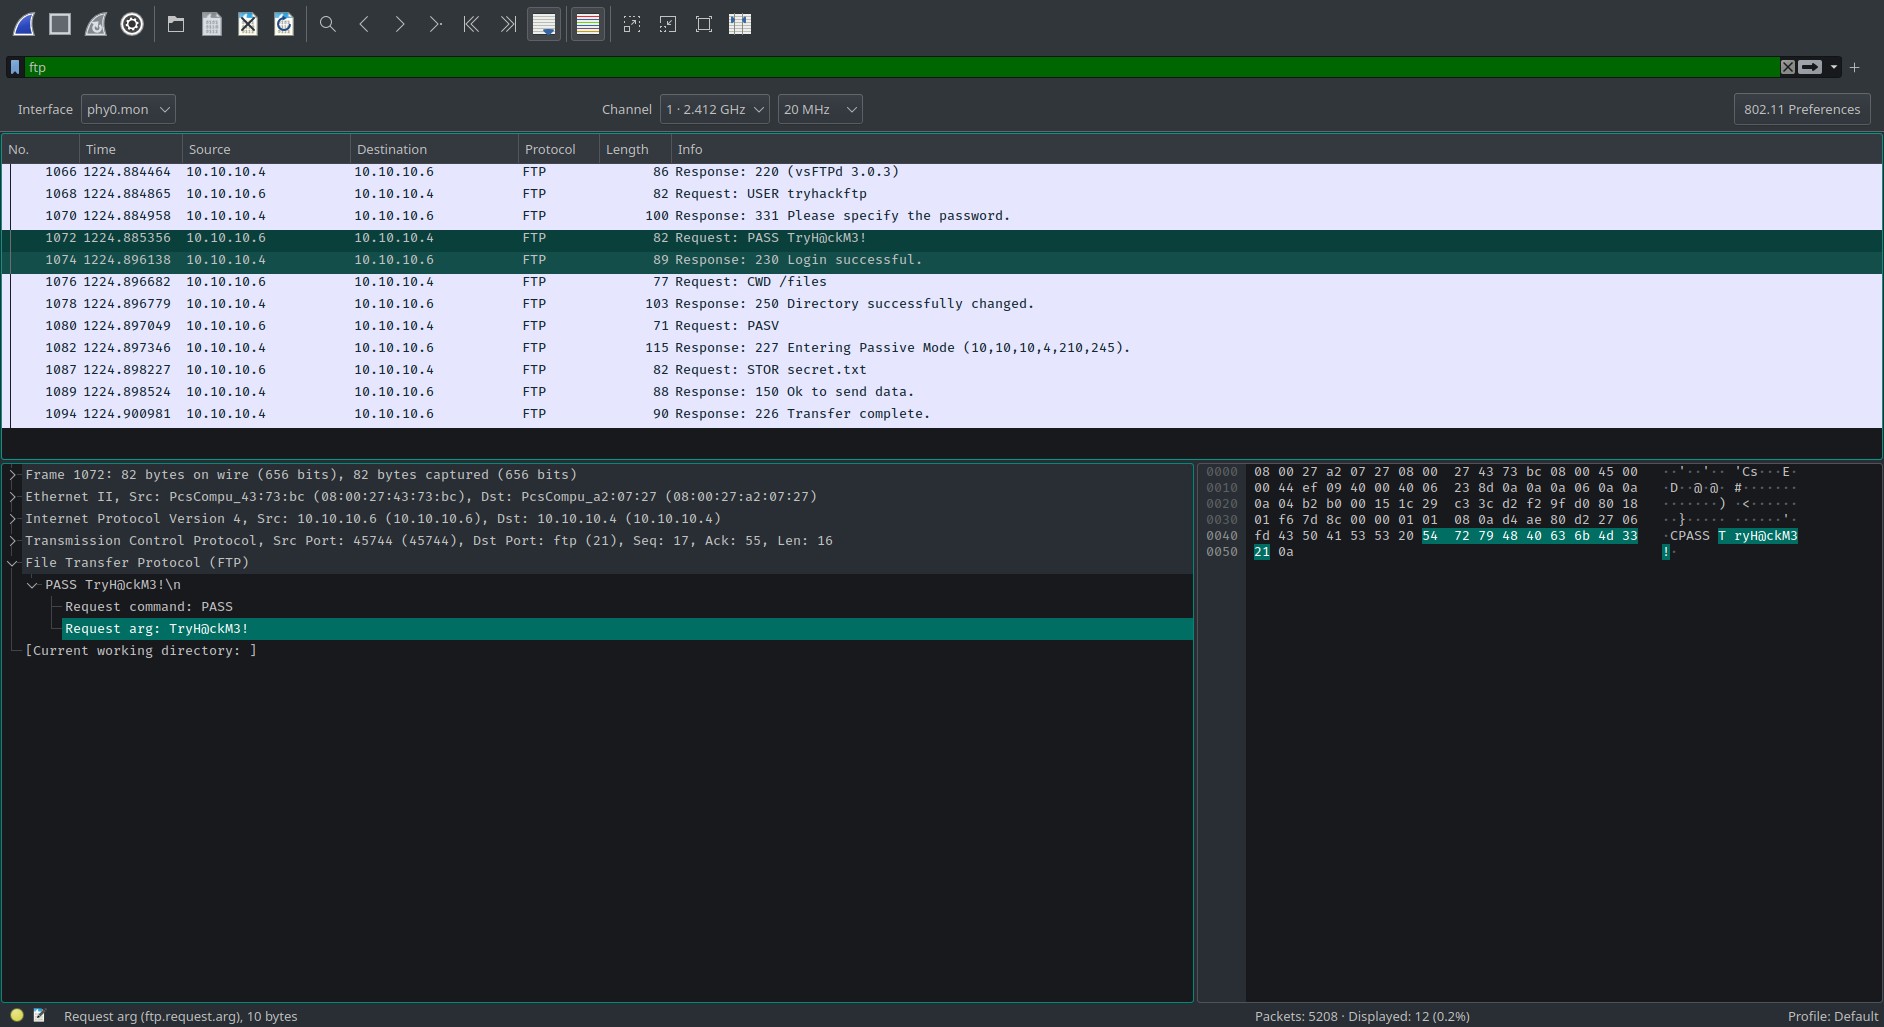 ftp
Interface phy0.mon Channel 1 · 2.412 GHz 20 MHz 802.11 Preferences
No. Time Source Destination Protocol Length Info
1066 1224.884464 10.10.10.4 10.10.10.6 FTP 86 Response: 220 (vsFTPd 3.0.3)
1068 1224.884865 10.10.10.6 10.10.10.4 FTP 82 Request: USER tryhackftp
1070 1224.884958 10.10.10.4 10.10.10.6 FTP 100 Response: 331 Please specify the password.
1072 1224.885356 10.10.10.6 10.10.10.4 FTP 82 Request: PASS TryH@ckM3!
1074 1224.896138 10.10.10.4 10.10.10.6 FTP 89 Response: 230 Login successful.
1076 1224.896682 10.10.10.6 10.10.10.4 FTP 77 Request: CWD /files
1078 1224.896779 10.10.10.4 10.10.10.6 FTP 103 Response: 250 Directory successfully changed.
1080 1224.897049 10.10.10.6 10.10.10.4 FTP 71 Request: PASV
1082 1224.897346 10.10.10.4 10.10.10.6 FTP 115 Response: 227 Entering Passive Mode (10,10,10,4,210,245).
1087 1224.898227 10.10.10.6 10.10.10.4 FTP 82 Request: STOR secret.txt
1089 1224.898524 10.10.10.4 10.10.10.6 FTP 88 Response: 150 Ok to send data.
1094 1224.900981 10.10.10.4 10.10.10.6 FTP 90 Response: 226 Transfer complete.
Frame 1072: 82 bytes on wire (656 bits), 82 bytes captured (656 bits)
Ethernet II, Src: PcsCompu_43:73:bc (08:00:27:43:73:bc), Dst: PcsCompu_a2:07:27 (08:00:27:a2:07:27)
Internet Protocol Version 4, Src: 10.10.10.6 (10.10.10.6), Dst: 10.10.10.4 (10.10.10.4)
Transmission Control Protocol, Src Port: 45744 (45744), Dst Port: ftp (21), Seq: 17, Ack: 55, Len: 16
File Transfer Protocol (FTP)
PASS TryH@ckM3!\n
Request command: PASS
Request arg: TryH@ckM3!
[Current working directory: ]
0000 08 00 27 a2 07 27 08 00 27 43 73 bc 08 00 45 00 ··'··'·· 'Cs···E·
0010 00 44 ef 09 40 00 40 06 23 8d 0a 0a 0a 06 0a 0a ·D··@·@· #·······
0020 0a 04 b2 b0 00 15 1c 29 c3 3c d2 f2 9f d0 80 18 ·······) ·<······
0030 01 f6 7d 8c 00 00 01 01 08 0a d4 ae 80 d2 27 06 ··}····· ······'·
0040 fd 43 50 41 53 53 20 54 72 79 48 40 63 6b 4d 33 ·CPASS T ryH@ckM3
0050 21 0a !·
Request arg (ftp.request.arg), 10 bytes Packets: 5208 · Displayed: 12 (0.2%) Profile: Default